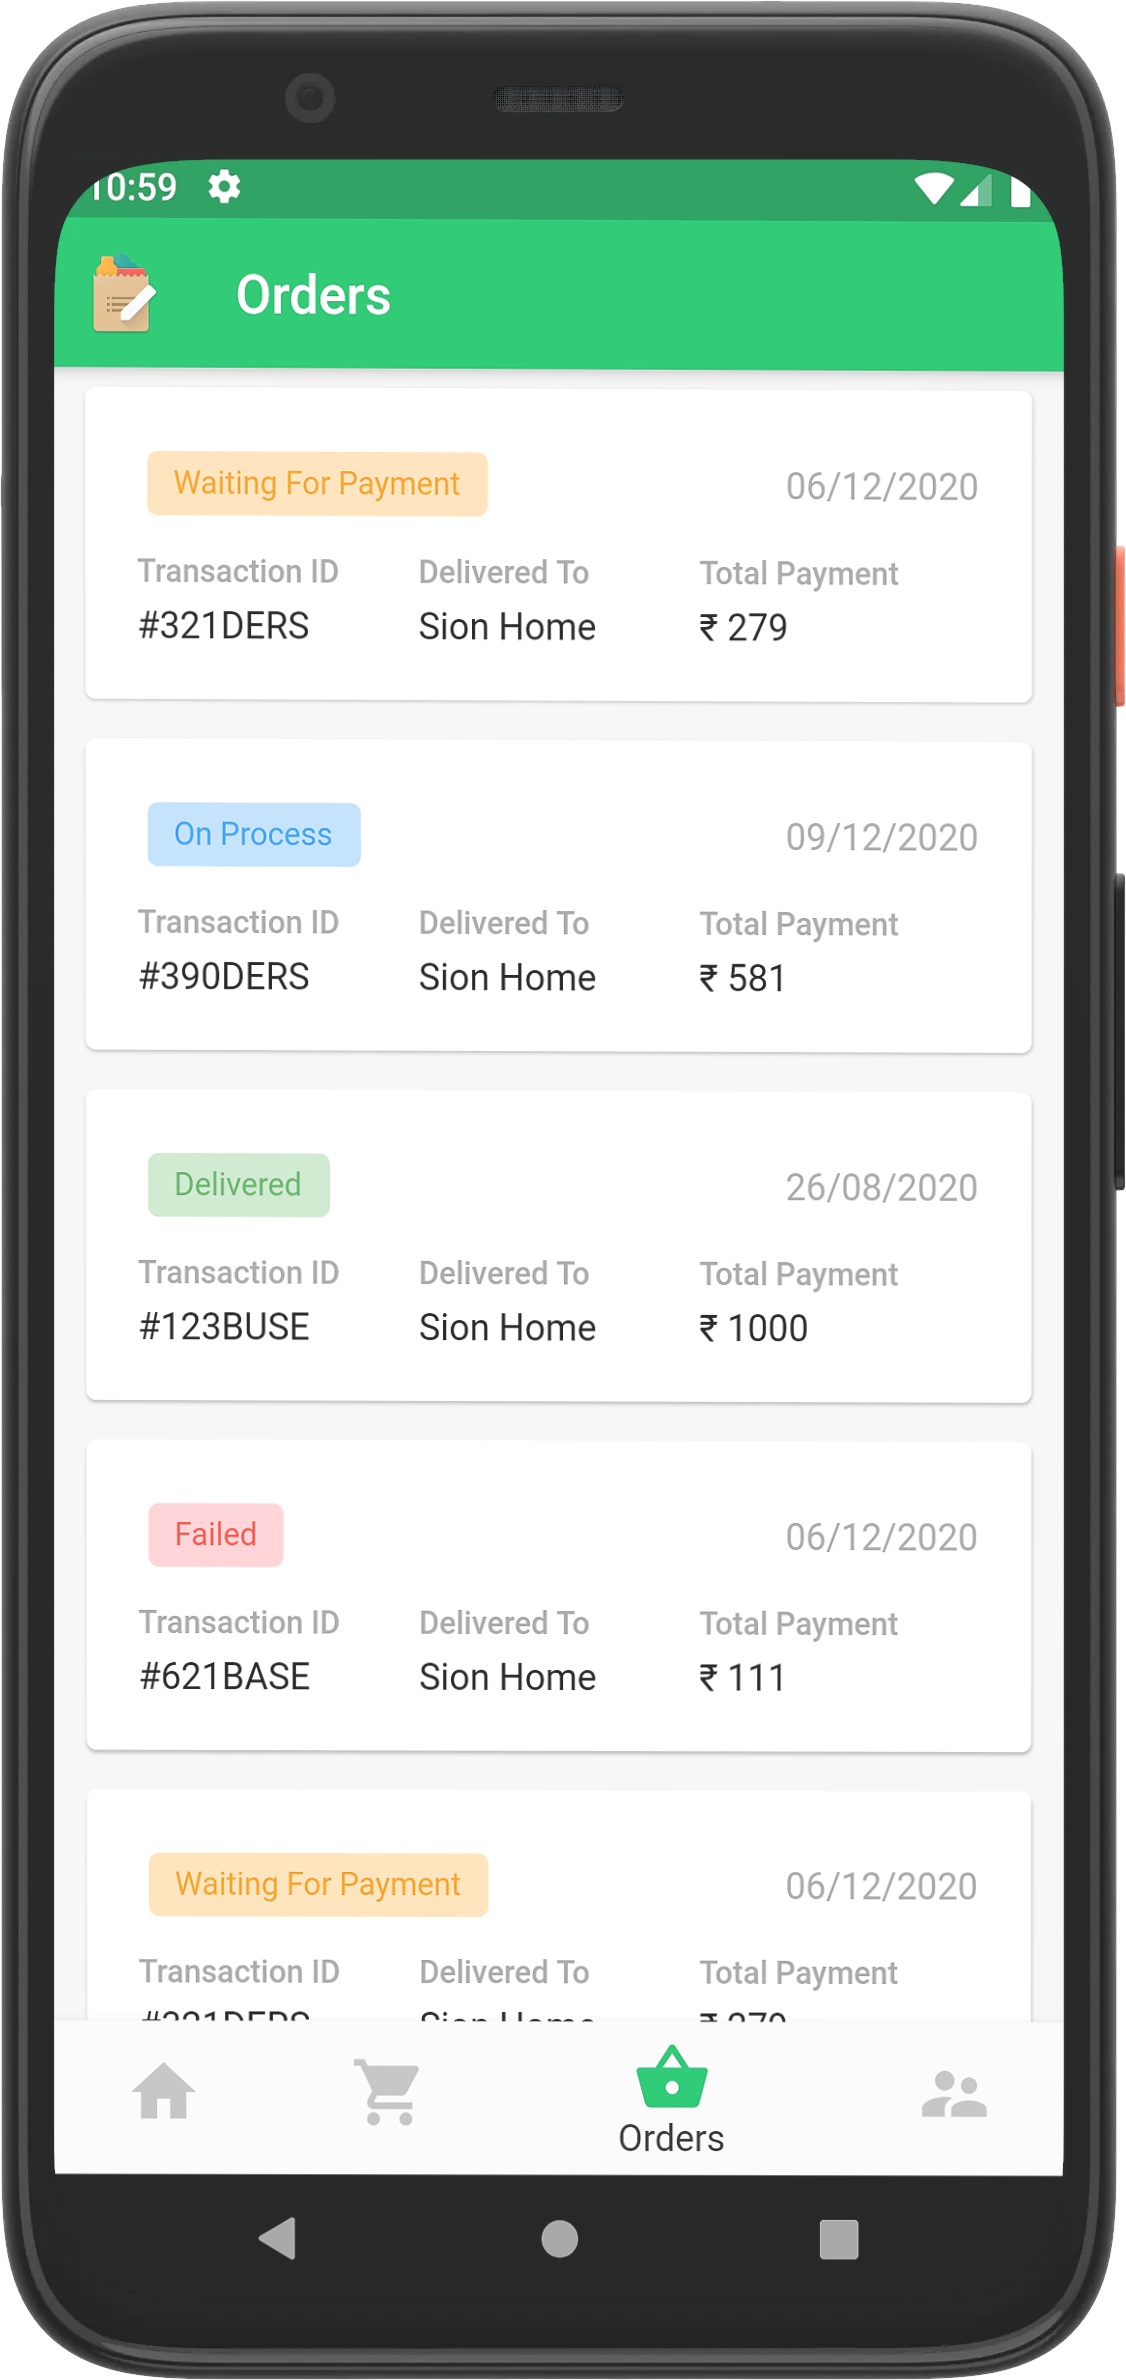 10:59
Orders
Waiting For Payment 06/12/2020
Transaction ID Delivered To Total Payment
#321DERS Sion Home ₹ 279
On Process 09/12/2020
Transaction ID Delivered To Total Payment
#390DERS Sion Home ₹ 581
Delivered 26/08/2020
Transaction ID Delivered To Total Payment
#123BUSE Sion Home ₹ 1000
Failed 06/12/2020
Transaction ID Delivered To Total Payment
#621BASE Sion Home ₹ 111
Waiting For Payment 06/12/2020
Transaction ID Delivered To Total Payment
Orders